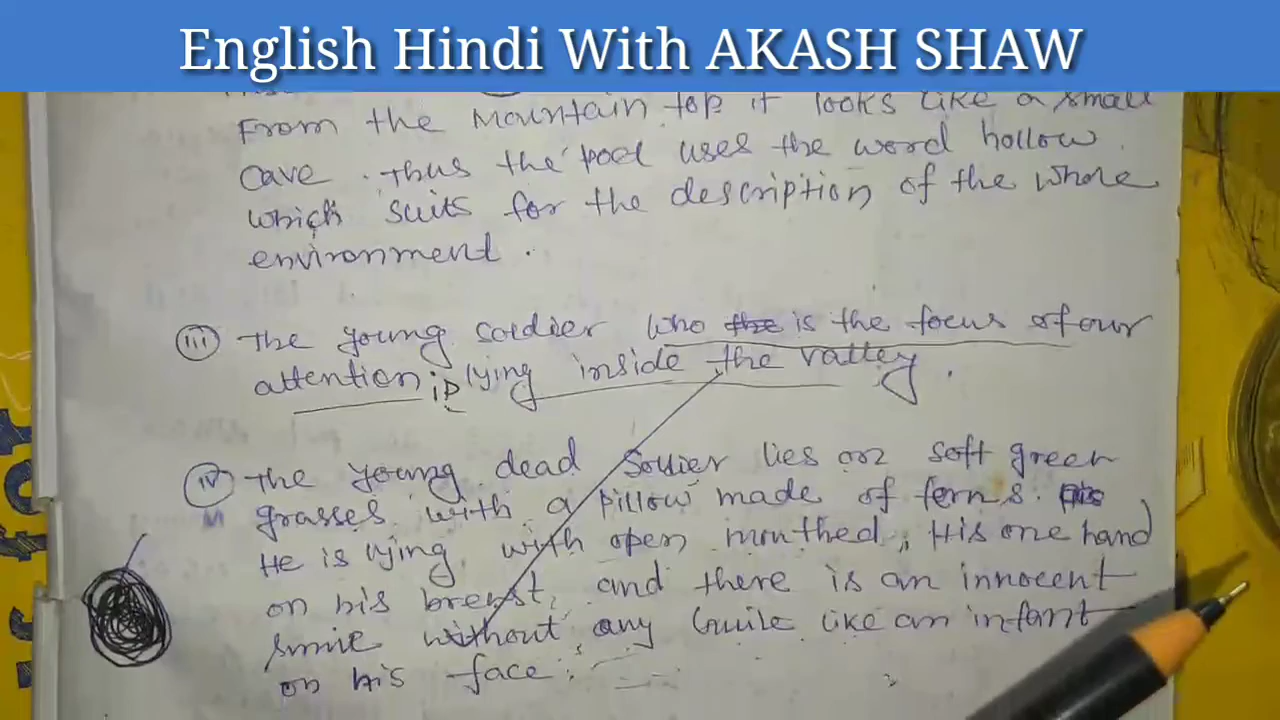 English Hindi With AKASH SHAW
From the Mountain top it looks like a small
cave. thus the poet uses the word hollow.
which suits for the description of the whole
environment.
(iii) The young soldier who the is the focus of our
attention is lying inside the valley.
(iv) The young dead soldier lies on soft green
grasses with a pillow made of ferns. his
He is lying with open mouthed, His one hand
on his breast, and there is an innocent
smile without any Guile like an infant
on his face.